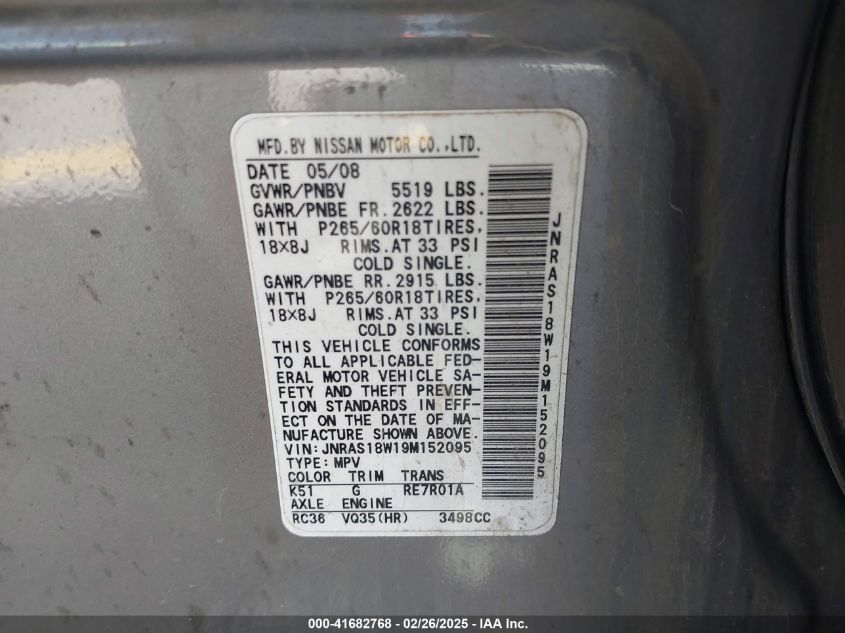 MFD.BY NISSAN MOTOR CO.,LTD.
DATE 05/08
GVWR/PNBV 5519 LBS.
GAWR/PNBE FR.2622 LBS.
WITH P265/60R18TIRES.
18X8J RIMS.AT 33 PSI
COLD SINGLE.
GAWR/PNBE RR.2915 LBS.
WITH P265/60R18TIRES.
18X8J RIMS.AT 33 PSI
COLD SINGLE.
THIS VEHICLE CONFORMS
TO ALL APPLICABLE FED-
ERAL MOTOR VEHICLE SA-
FETY AND THEFT PREVEN-
TION STANDARDS IN EFF-
ECT ON THE DATE OF MA-
NUFACTURE SHOWN ABOVE.
VIN:JNRAS18W19M152095
TYPE:MPV
COLOR TRIM TRANS
K51 G RE7R01A
AXLE ENGINE
RC36 VQ35(HR) 3498CC
JNRAS18W19M152095
000-41682768 - 02/26/2025 - IAA Inc.